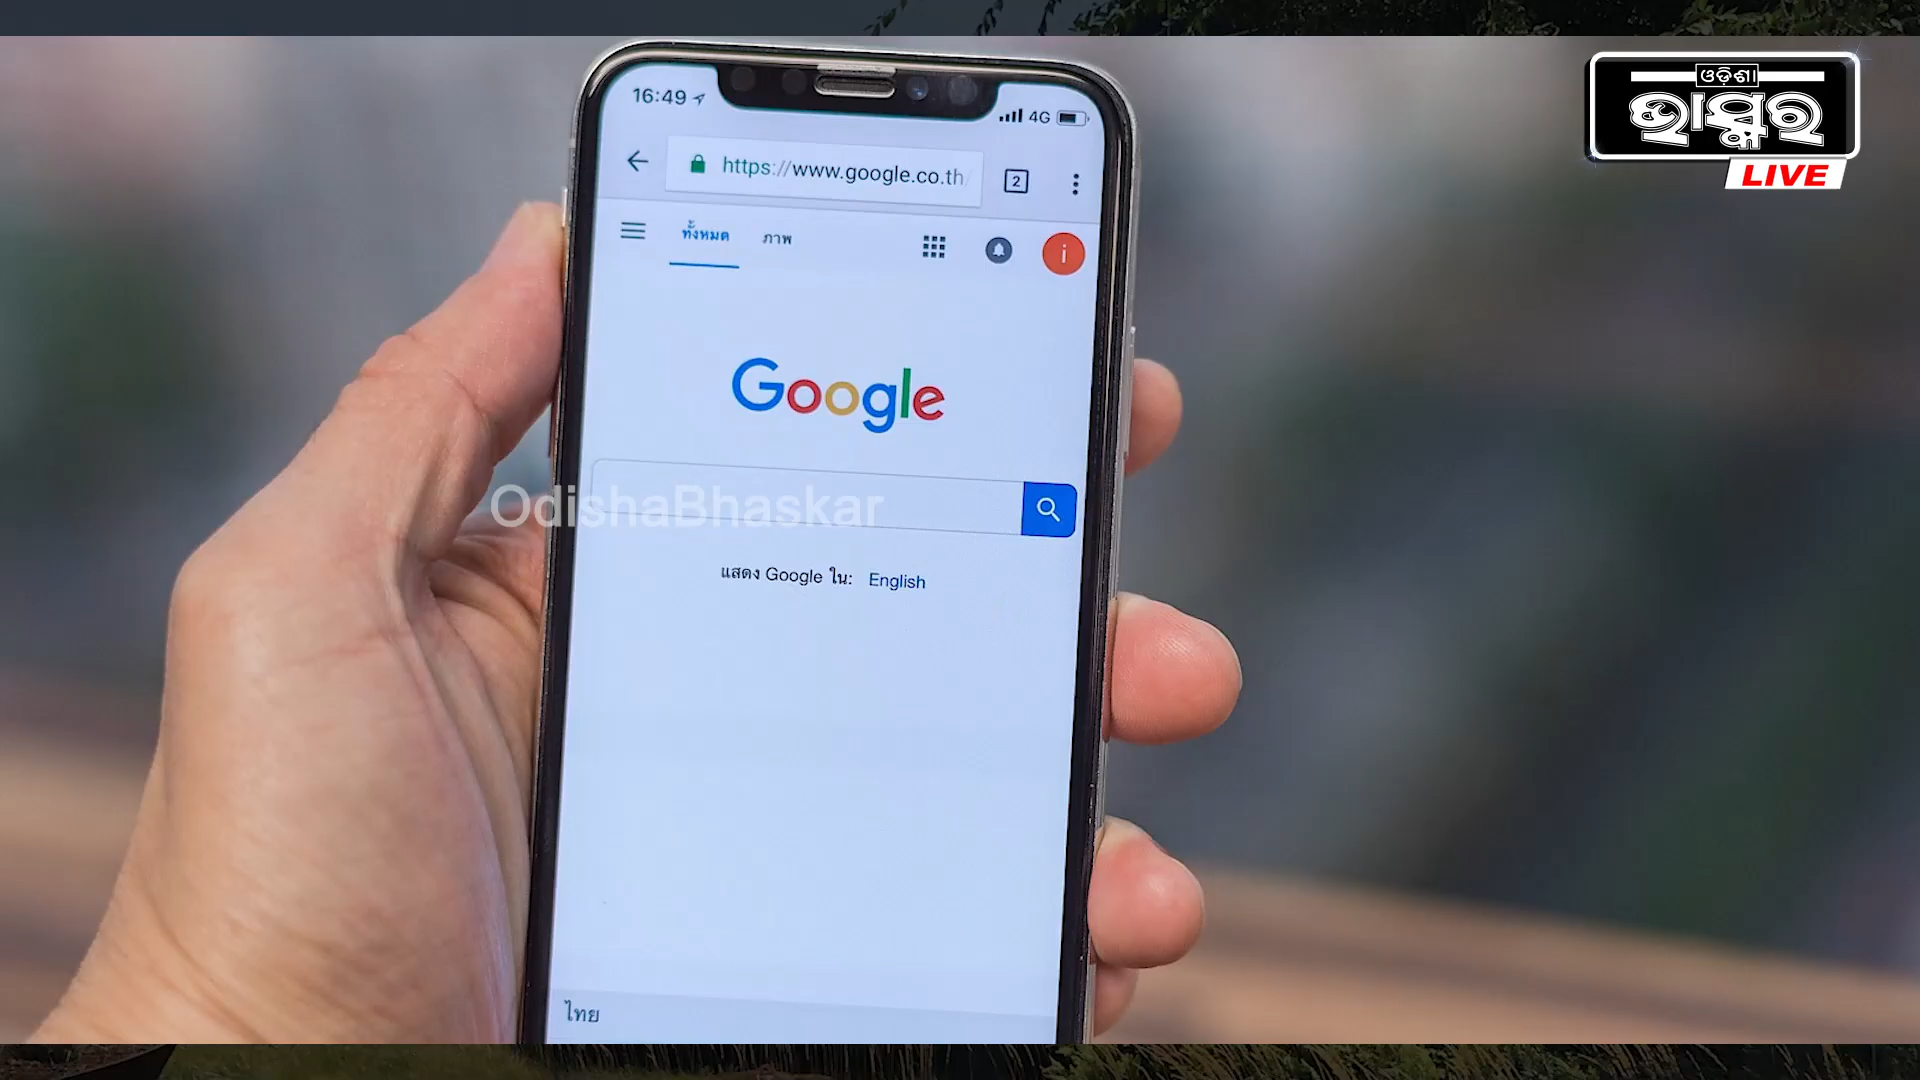 ଓଡ଼ିଶା
ଭାସ୍କର
LIVE
16:49
4G
https://www.google.co.th/
2
ทั้งหมด ภาพ
i
Google
OdishaBhaskar
แสดง Google ใน: English
ไทย